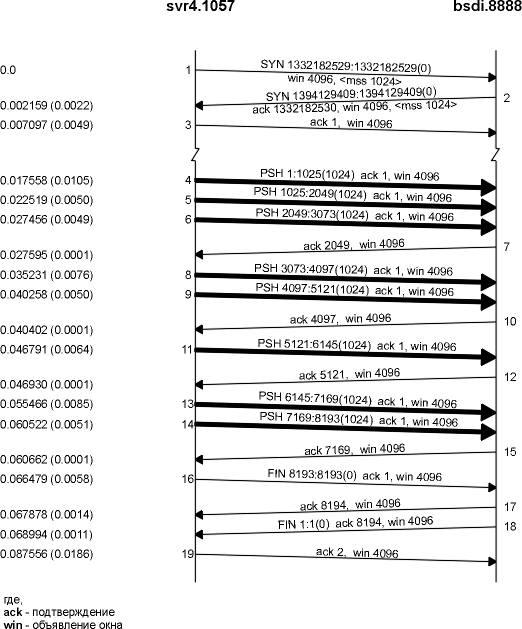 svr4.1057 bsdi.8888
0.0 1 SYN 1332182529:1332182529(0)
win 4096, <mss 1024>
SYN 1394129409:1394129409(0) 2
0.002159 (0.0022) ack 1332182530, win 4096, <mss 1024>
0.007097 (0.0049) 3 ack 1, win 4096
0.017558 (0.0105) 4 PSH 1:1025(1024) ack 1, win 4096
0.022519 (0.0050) 5 PSH 1025:2049(1024) ack 1, win 4096
0.027456 (0.0049) 6 PSH 2049:3073(1024) ack 1, win 4096
ack 2049, win 4096 7
0.027595 (0.0001)
0.035231 (0.0076) 8 PSH 3073:4097(1024) ack 1, win 4096
0.040258 (0.0050) 9 PSH 4097:5121(1024) ack 1, win 4096
ack 4097, win 4096 10
0.040402 (0.0001)
0.046791 (0.0064) 11 PSH 5121:6145(1024) ack 1, win 4096
ack 5121, win 4096 12
0.046930 (0.0001)
0.055466 (0.0085) 13 PSH 6145:7169(1024) ack 1, win 4096
0.060522 (0.0051) 14 PSH 7169:8193(1024) ack 1, win 4096
ack 7169, win 4096 15
0.060662 (0.0001)
0.066479 (0.0058) 16 FIN 8193:8193(0) ack 1, win 4096
ack 8194, win 4096 17
0.067878 (0.0014)
FIN 1:1(0) ack 8194, win 4096 18
0.068994 (0.0011)
0.087556 (0.0186) 19 ack 2, win 4096
где,
ack - подтверждение
win - объявление окна